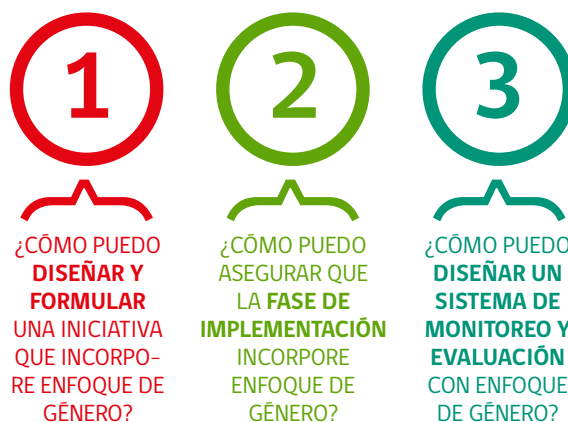 1
¿CÓMO PUEDO
DISEÑAR Y
FORMULAR
UNA INICIATIVA
QUE INCORPO-
RE ENFOQUE DE
GÉNERO?
2
¿CÓMO PUEDO
ASEGURAR QUE
LA FASE DE
IMPLEMENTACIÓN
INCORPORE
ENFOQUE DE
GÉNERO?
3
¿CÓMO PUEDO
DISEÑAR UN
SISTEMA DE
MONITOREO Y
EVALUACIÓN
CON ENFOQUE
DE GÉNERO?